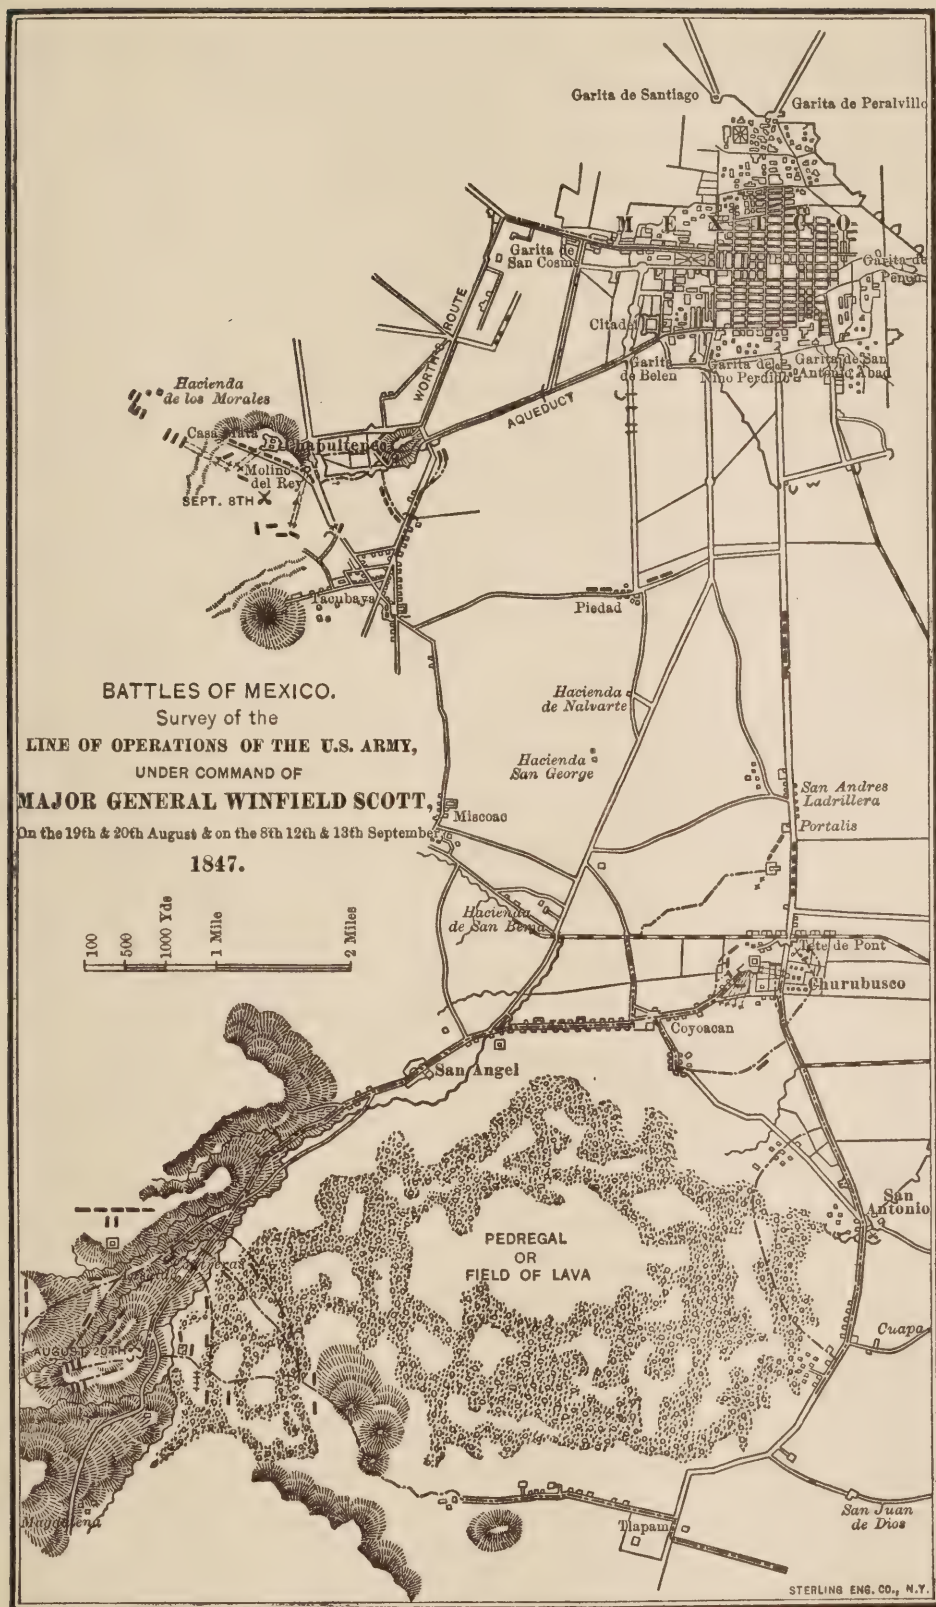 Garita de Santiago
Garita de Peralvillo
MEXICO
Garita de
San Cosme
Garita de
Penon
WORTH'S ROUTE
Citadel
Garita
de Belen
Garita del
Nino Perdido
Garita de San
Antonio Abad
AQUEDUCT
Hacienda
de los Morales
Casa Mata
Chapultepec
Molino
del Rey
SEPT. 8TH
Tacubaya
Piedad
BATTLES OF MEXICO.
Survey of the
LINE OF OPERATIONS OF THE U.S. ARMY,
UNDER COMMAND OF
MAJOR GENERAL WINFIELD SCOTT,
On the 19th & 20th August & on the 8th 12th & 13th September
1847.
Hacienda
de Nalvarte
Hacienda
San George
San Andres
Ladrillera
Portalis
Miscoac
100
500
1000 Yds
1 Mile
2 Miles
Hacienda
de San Berja
Tete de Pont
Churubusco
Coyoacan
San Angel
San
Antonio
PEDREGAL
OR
FIELD OF LAVA
AUGUST 20TH
Cuapa
Magdalena
Tlapam
San Juan
de Dios
STERLING ENG. CO., N.Y.